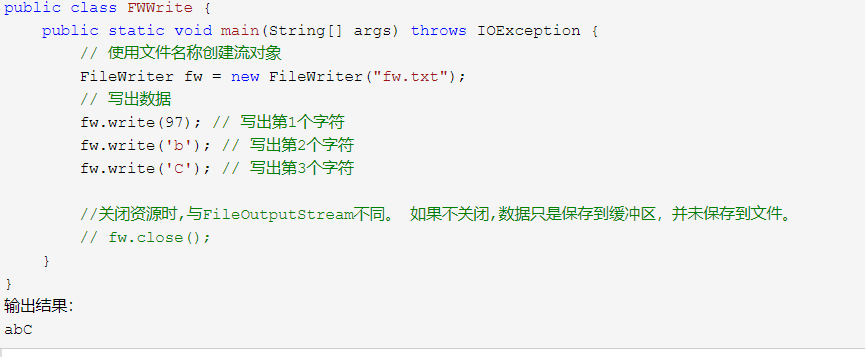 public class FWWrite {
    public static void main(String[] args) throws IOException {
        // 使用文件名称创建流对象
        FileWriter fw = new FileWriter("fw.txt");
        // 写出数据
        fw.write(97); // 写出第1个字符
        fw.write('b'); // 写出第2个字符
        fw.write('C'); // 写出第3个字符

        //关闭资源时,与FileOutputStream不同。 如果不关闭,数据只是保存到缓冲区，并未保存到文件。
        // fw.close();
    }
}
输出结果:
abC